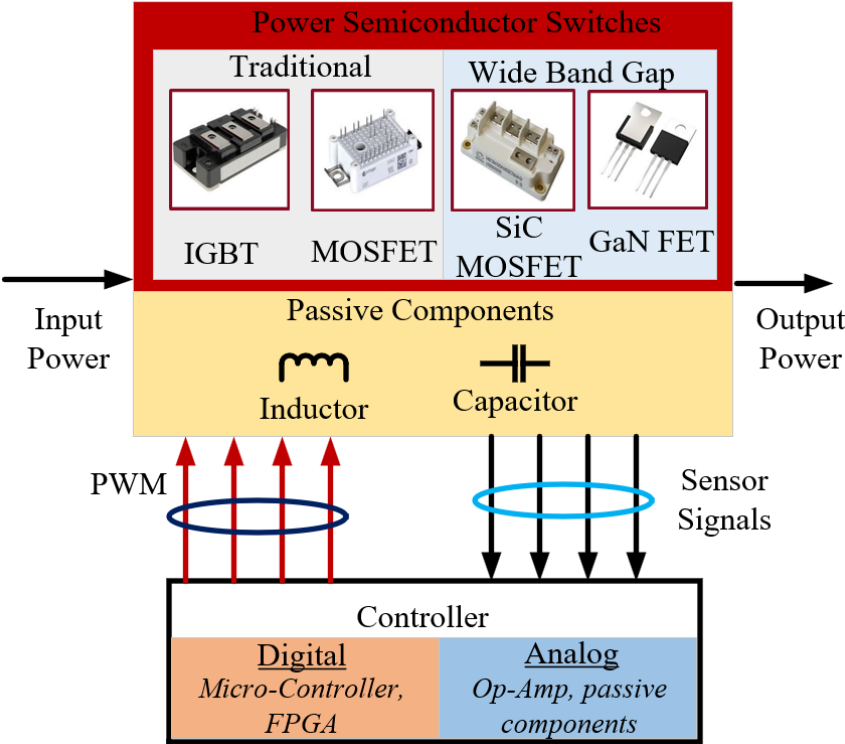 Power Semiconductor Switches
Traditional
Wide Band Gap
IGBT
MOSFET
SiC
MOSFET
GaN FET
Input
Power
Output
Power
Passive Components
Inductor
Capacitor
PWM
Sensor
Signals
Controller
Digital
Micro-Controller,
FPGA
Analog
Op-Amp, passive
components